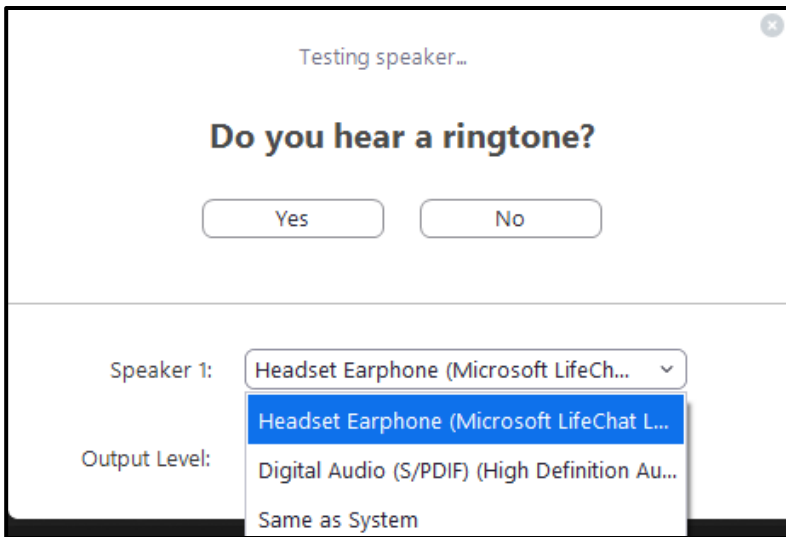 Testing speaker...
Do you hear a ringtone?
Yes No
Speaker 1: Headset Earphone (Microsoft LifeCh...
Headset Earphone (Microsoft LifeChat L...
Output Level:
Digital Audio (S/PDIF) (High Definition Au...
Same as System